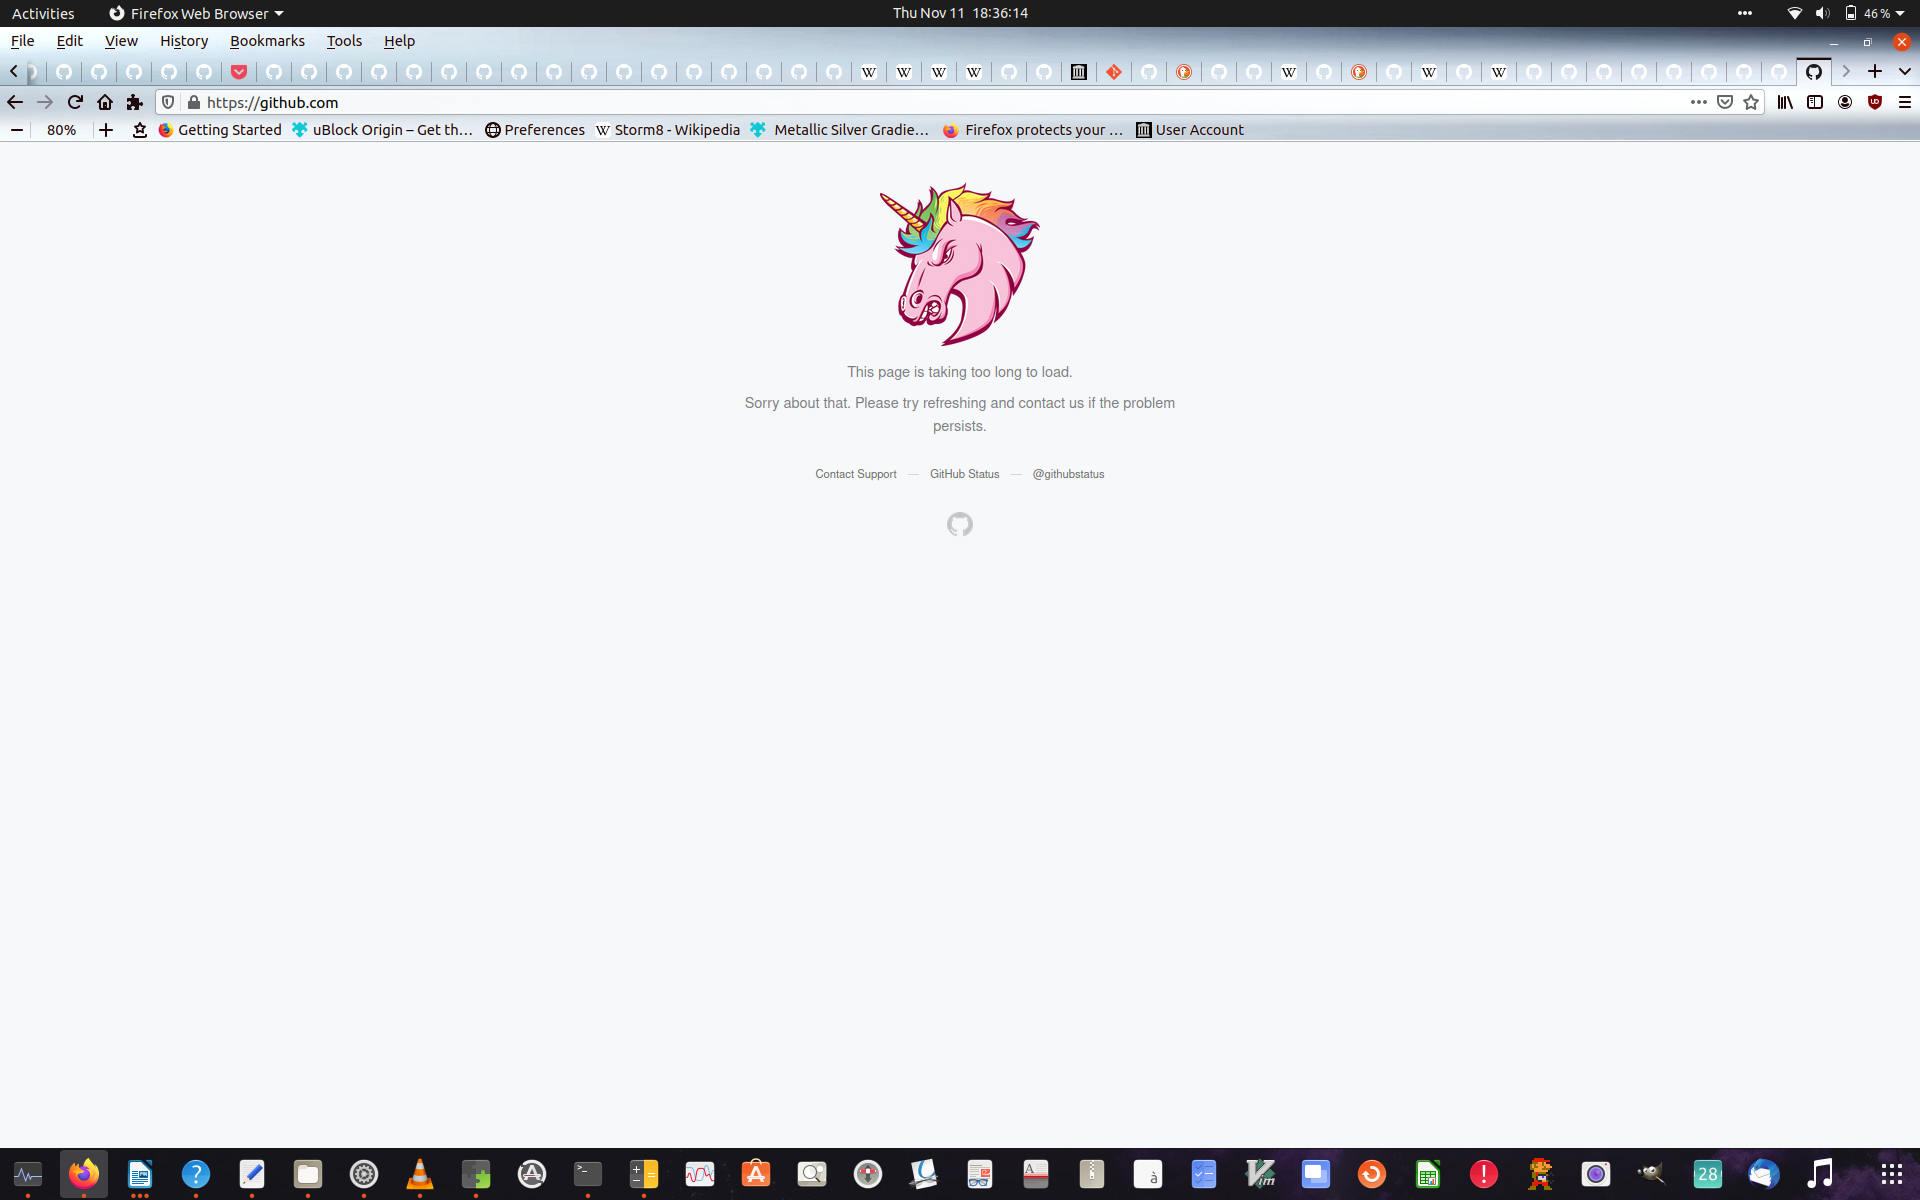 Activities
Firefox Web Browser
Thu Nov 11 18:36:14
46 %
File Edit View History Bookmarks Tools Help
https://github.com
80%
Getting Started
uBlock Origin – Get th…
Preferences
Storm8 - Wikipedia
Metallic Silver Gradie…
Firefox protects your …
User Account
This page is taking too long to load.
Sorry about that. Please try refreshing and contact us if the problem
persists.
Contact Support — GitHub Status — @githubstatus
28